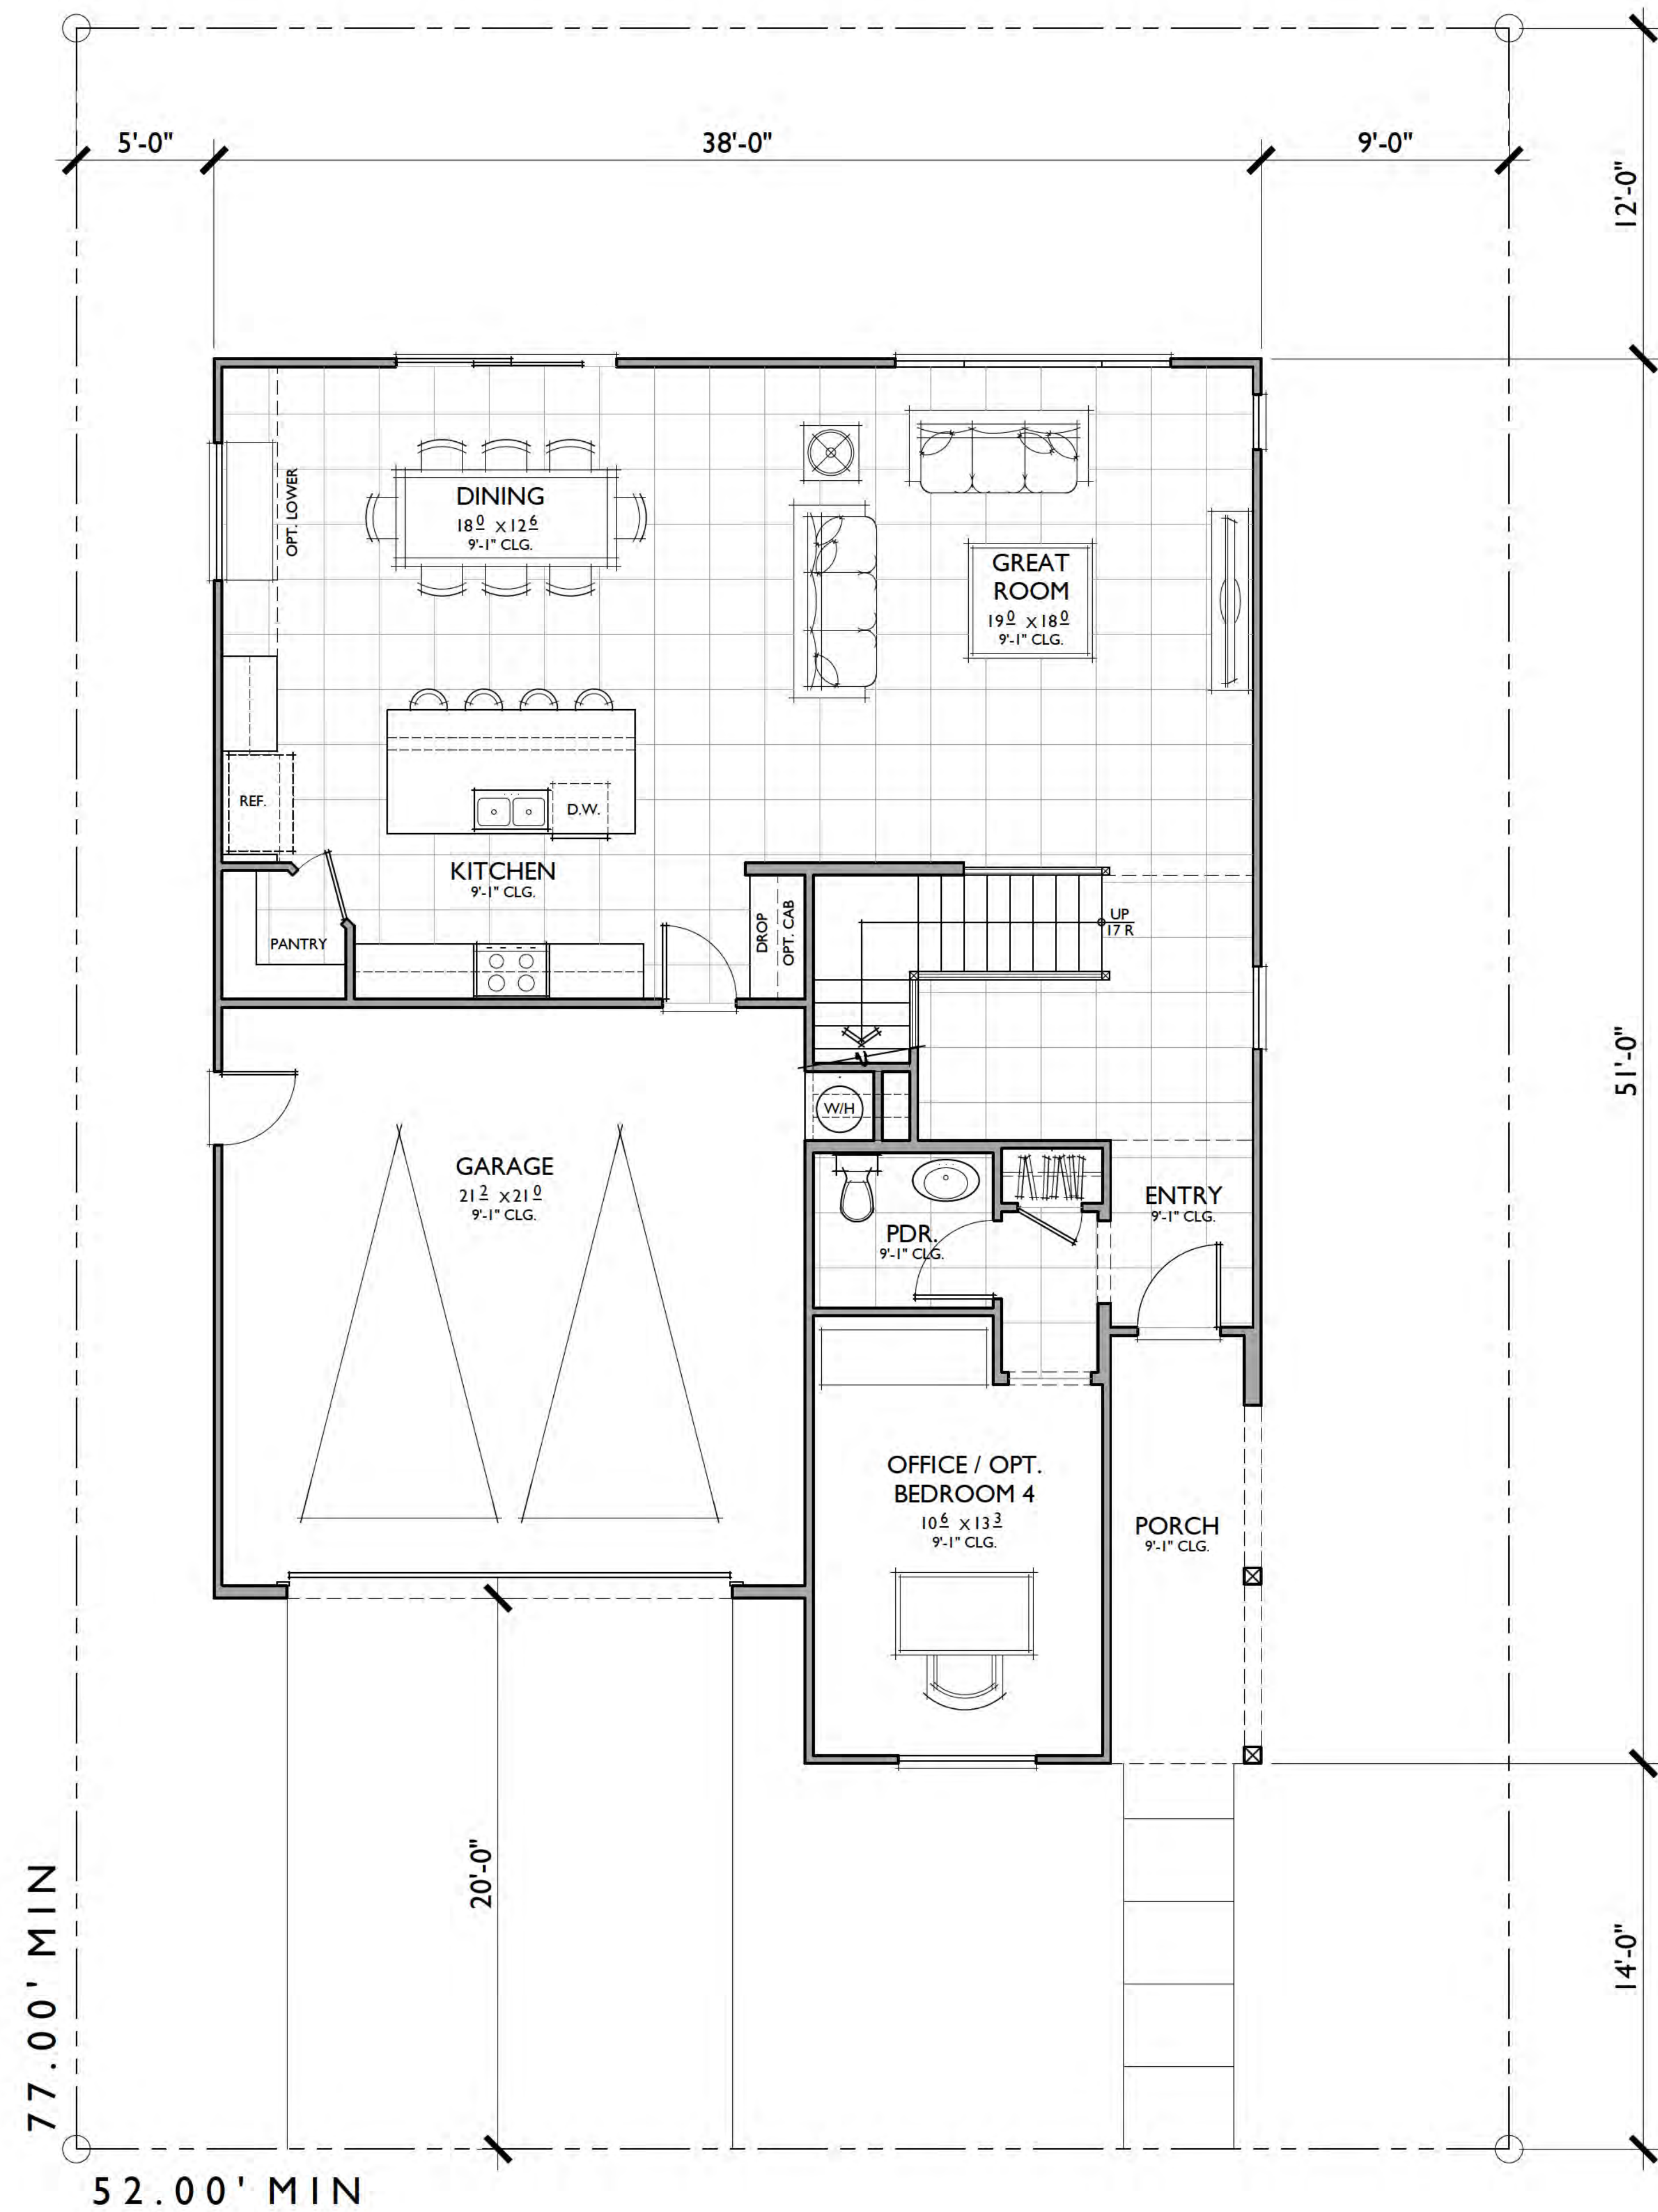 5'-0"
38'-0"
9'-0"
12'-0"
OPT. LOWER
DINING
18⁰ X 12⁶
9'-1" CLG.
GREAT
ROOM
19⁰ X 18⁰
9'-1" CLG.
REF.
D.W.
KITCHEN
9'-1" CLG.
PANTRY
DROP
OPT. CAB
UP
17 R
51'-0"
W/H
GARAGE
21² X 21⁰
9'-1" CLG.
ENTRY
9'-1" CLG.
PDR.
9'-1" CLG.
OFFICE / OPT.
BEDROOM 4
10⁶ X 13³
9'-1" CLG.
PORCH
9'-1" CLG.
20'-0"
14'-0"
77.00' MIN
52.00' MIN